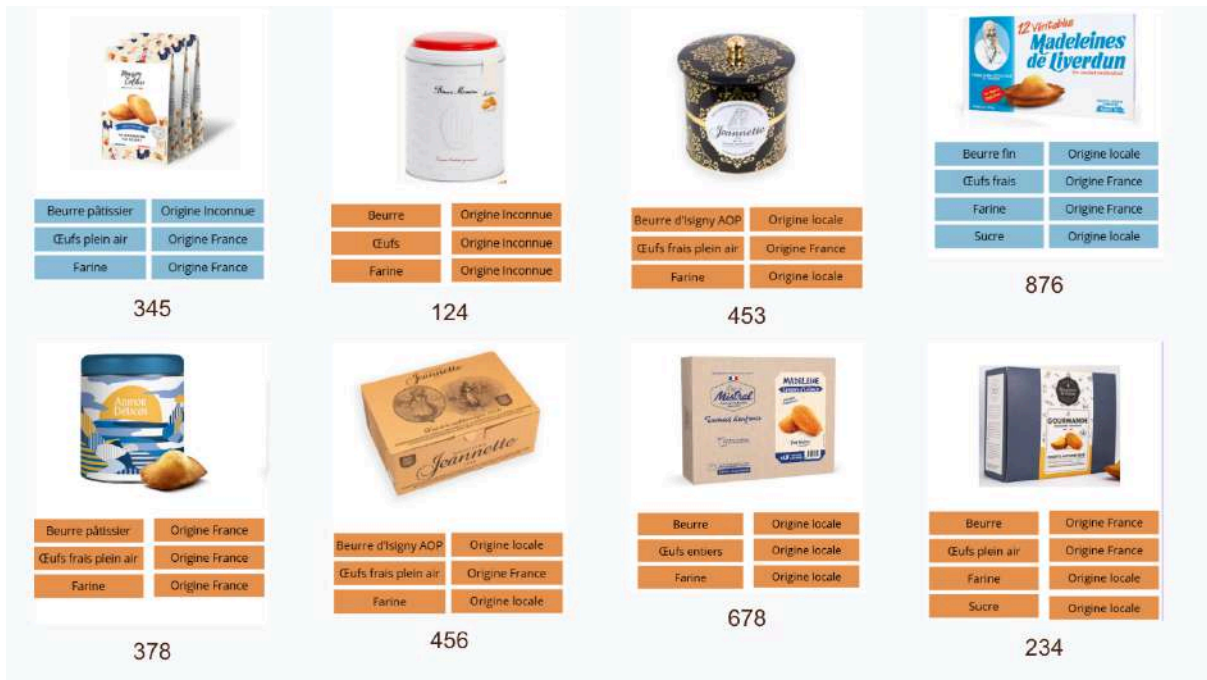 12 Véritables
Madeleines
de Liverdun
Jeannette
Beurre pâtissier Origine Inconnue
Œufs plein air Origine France
Farine Origine France
345
Beurre Origine Inconnue
Œufs Origine Inconnue
Farine Origine Inconnue
124
Beurre d'Isigny AOP Origine locale
Œufs frais plein air Origine France
Farine Origine locale
453
Beurre fin Origine locale
Œufs frais Origine France
Farine Origine France
Sucre Origine locale
876
Jeannette
Jeannette
Mistral
MADELEINE
GOURMANDE
Beurre pâtissier Origine France
Œufs frais plein air Origine France
Farine Origine France
378
Beurre d'Isigny AOP Origine locale
Œufs frais plein air Origine France
Farine Origine locale
456
Beurre Origine locale
Œufs entiers Origine locale
Farine Origine locale
678
Beurre Origine France
Œufs plein air Origine France
Farine Origine locale
Sucre Origine locale
234